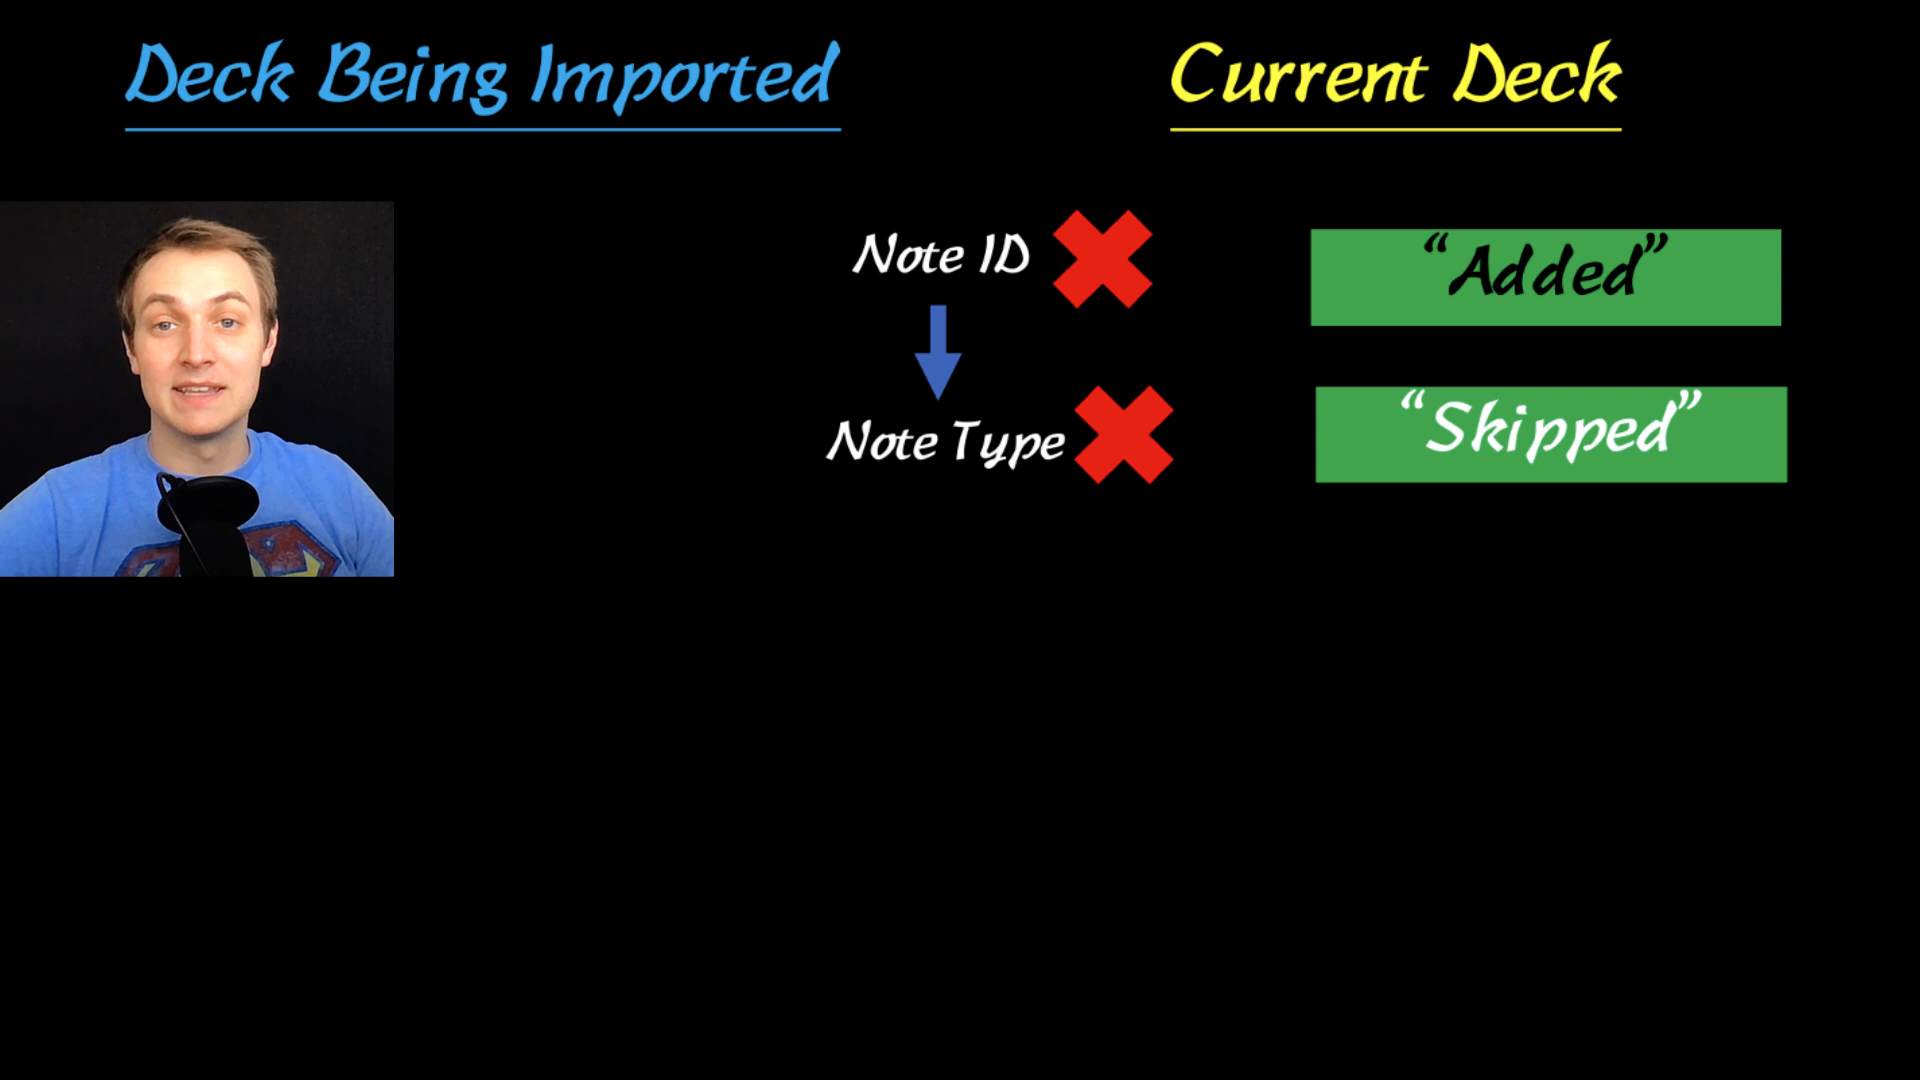 Deck Being Imported
Current Deck
Note ID
"Added"
Note Type
"Skipped"